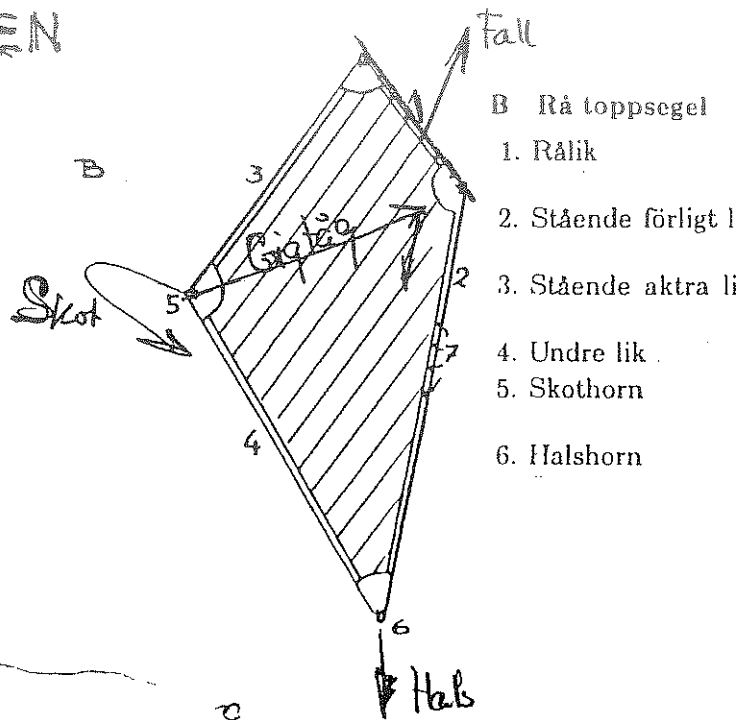 EN
Fall
B Rå toppsegel
1. Rålik
B
3
2. Stående förligt l
2
3. Stående aktra li
5
Skot
7
4. Undre lik
5. Skothorn
4
6. Halshorn
6
Hals